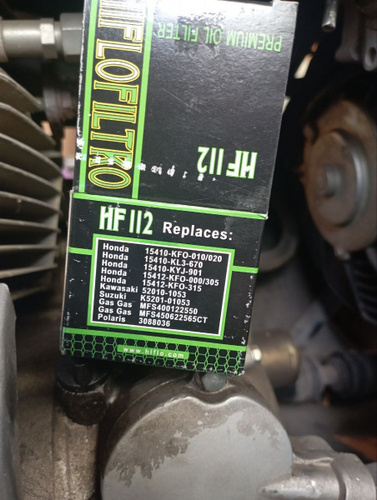 HIFLOFILTRO
PREMIUM OIL FILTER
HF112
HF112 Replaces:
Honda 15410-KFO-010/020
Honda 15410-KL3-670
Honda 15410-KYJ-901
Honda 15412-KFO-000/305
Honda 15412-KFO-315
Kawasaki 52010-1053
Suzuki K5201-01053
Gas Gas MFS400122550
Gas Gas MFS450622565CT
Polaris 3088036
www.hiflo.com